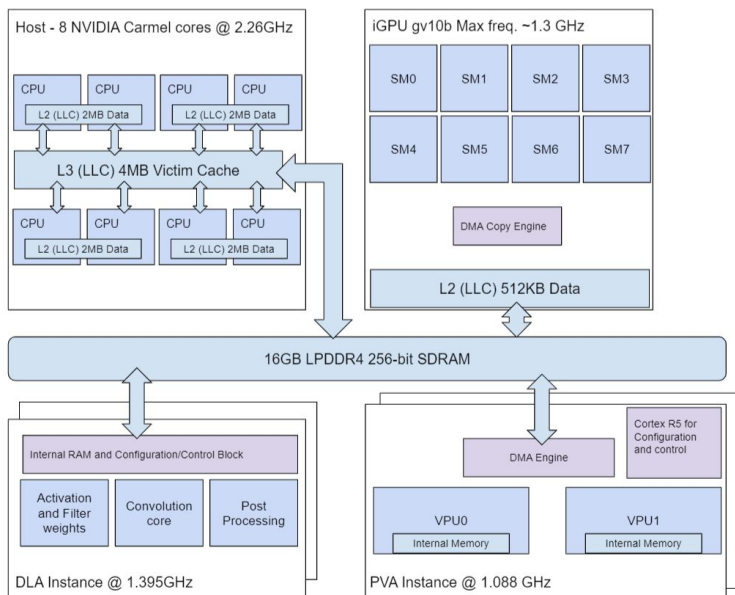 Host - 8 NVIDIA Carmel cores @ 2.26GHz
CPU
CPU
CPU
CPU
L2 (LLC) 2MB Data
L2 (LLC) 2MB Data
L3 (LLC) 4MB Victim Cache
CPU
CPU
CPU
CPU
L2 (LLC) 2MB Data
L2 (LLC) 2MB Data
iGPU gv10b Max freq. ~1.3 GHz
SM0
SM1
SM2
SM3
SM4
SM5
SM6
SM7
DMA Copy Engine
L2 (LLC) 512KB Data
16GB LPDDR4 256-bit SDRAM
Internal RAM and Configuration/Control Block
Activation
and Filter
weights
Convolution
core
Post
Processing
DLA Instance @ 1.395GHz
DMA Engine
Cortex R5 for
Configuration
and control
VPU0
Internal Memory
VPU1
Internal Memory
PVA Instance @ 1.088 GHz